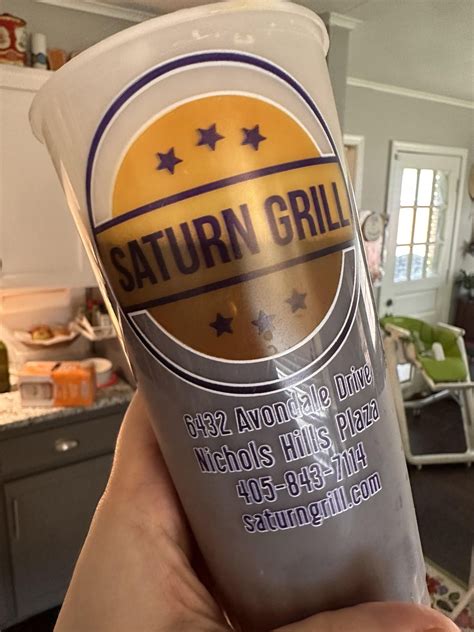 SATURN GRILL
6432 Avondale Drive
Nichols Hills Plaza
405-843-7114
saturngrill.com